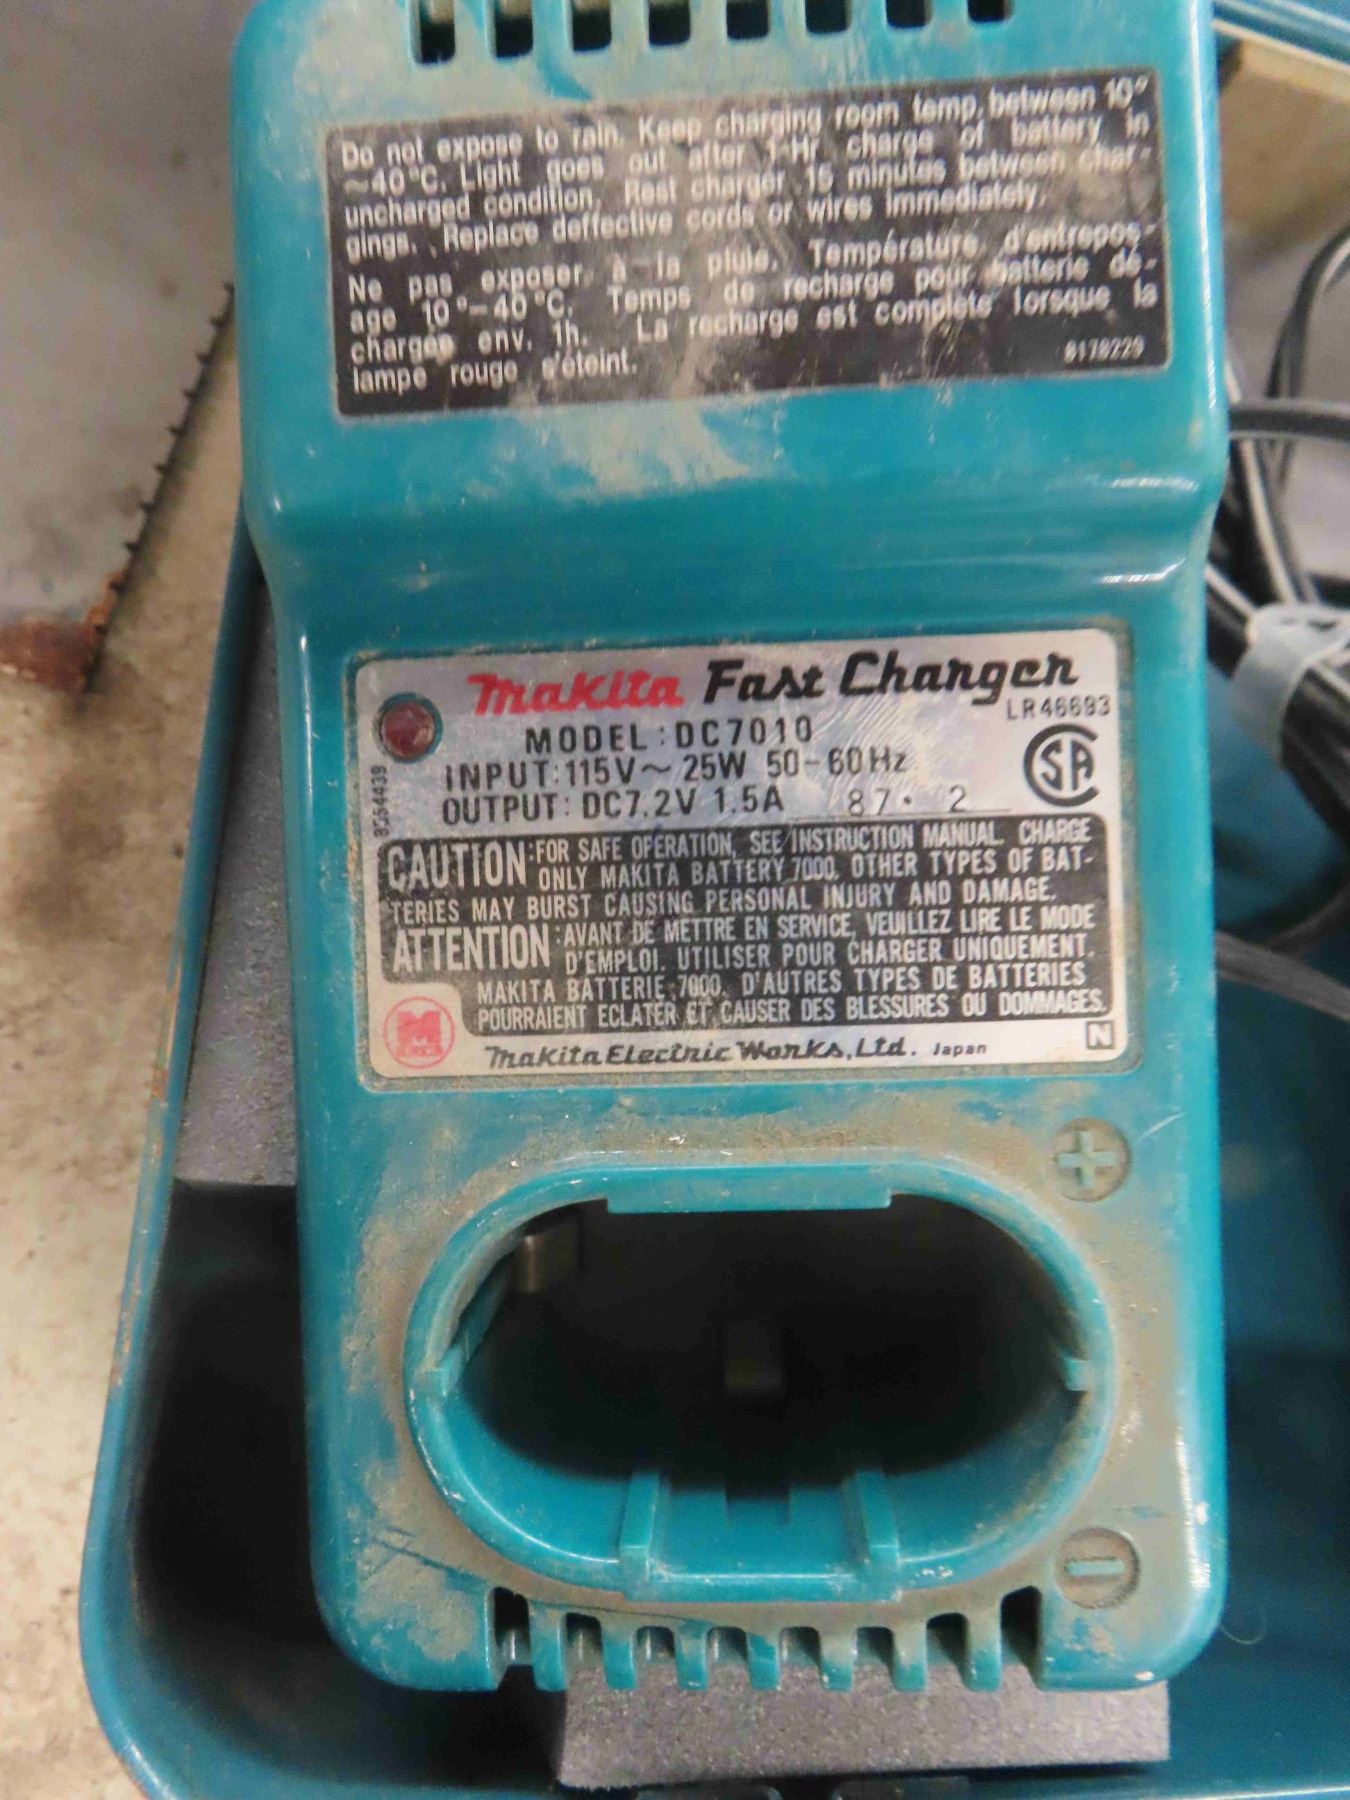 Do not expose to rain. Keep charging room temp. between 10°
~40°C. Light goes out after 1-Hr charge of battery in
uncharged condition. Rest charger 15 minutes between char-
gings. Replace deffective cords or wires immediately.
Ne pas exposer à la pluie. Température d'entrepos-
age 10°-40°C. Temps de recharge pour batterie dé-
chargee env. 1h. La recharge est complète lorsque la
lampe rouge s'éteint.
8178229
makita Fast Charger
LR46693
MODEL:DC7010
INPUT:115V~ 25W 50-60Hz
OUTPUT: DC7.2V 1.5A 87. 2
CAUTION:FOR SAFE OPERATION, SEE INSTRUCTION MANUAL. CHARGE
ONLY MAKITA BATTERY 7000. OTHER TYPES OF BAT-
TERIES MAY BURST CAUSING PERSONAL INJURY AND DAMAGE.
ATTENTION:AVANT DE METTRE EN SERVICE, VEUILLEZ LIRE LE MODE
D'EMPLOI. UTILISER POUR CHARGER UNIQUEMENT.
MAKITA BATTERIE 7000. D'AUTRES TYPES DE BATTERIES
POURRAIENT ECLATER ET CAUSER DES BLESSURES OU DOMMAGES.
makita Electric Works, Ltd. Japan
N
+
-